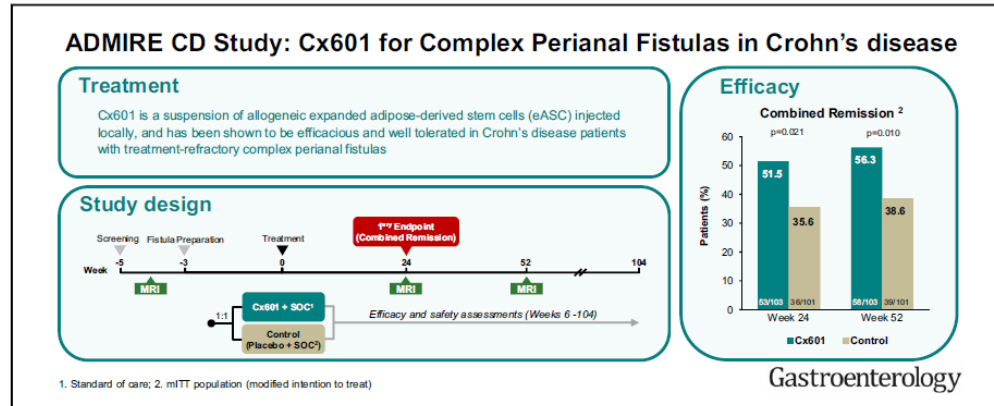 ADMIRE CD Study: Cx601 for Complex Perianal Fistulas in Crohn's disease
Treatment
Cx601 is a suspension of allogeneic expanded adipose-derived stem cells (eASC) injected
locally, and has been shown to be efficacious and well tolerated in Crohn's disease patients
with treatment-refractory complex perianal fistulas
Study design
1ary Endpoint
(Combined Remission)
Screening Fistula Preparation Treatment
Week
-5 -3 0 24 52 104
MRI MRI MRI
1:1
Cx601 + SOC1
Control
(Placebo + SOC2)
Efficacy and safety assessments (Weeks 6 -104)
Efficacy
Combined Remission 2
p=0.021 p=0.010
Patients (%)
60
50
40
30
20
10
0
51.5 35.6 56.3 38.6
53/103 36/101 58/103 39/101
Week 24 Week 52
Cx601 Control
1. Standard of care; 2. mITT population (modified intention to treat)
Gastroenterology